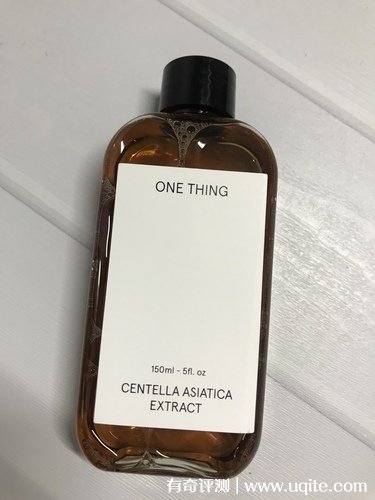 ONE THING
150ml - 5fl. oz
CENTELLA ASIATICA
EXTRACT
有奇评测 | www.uqite.com